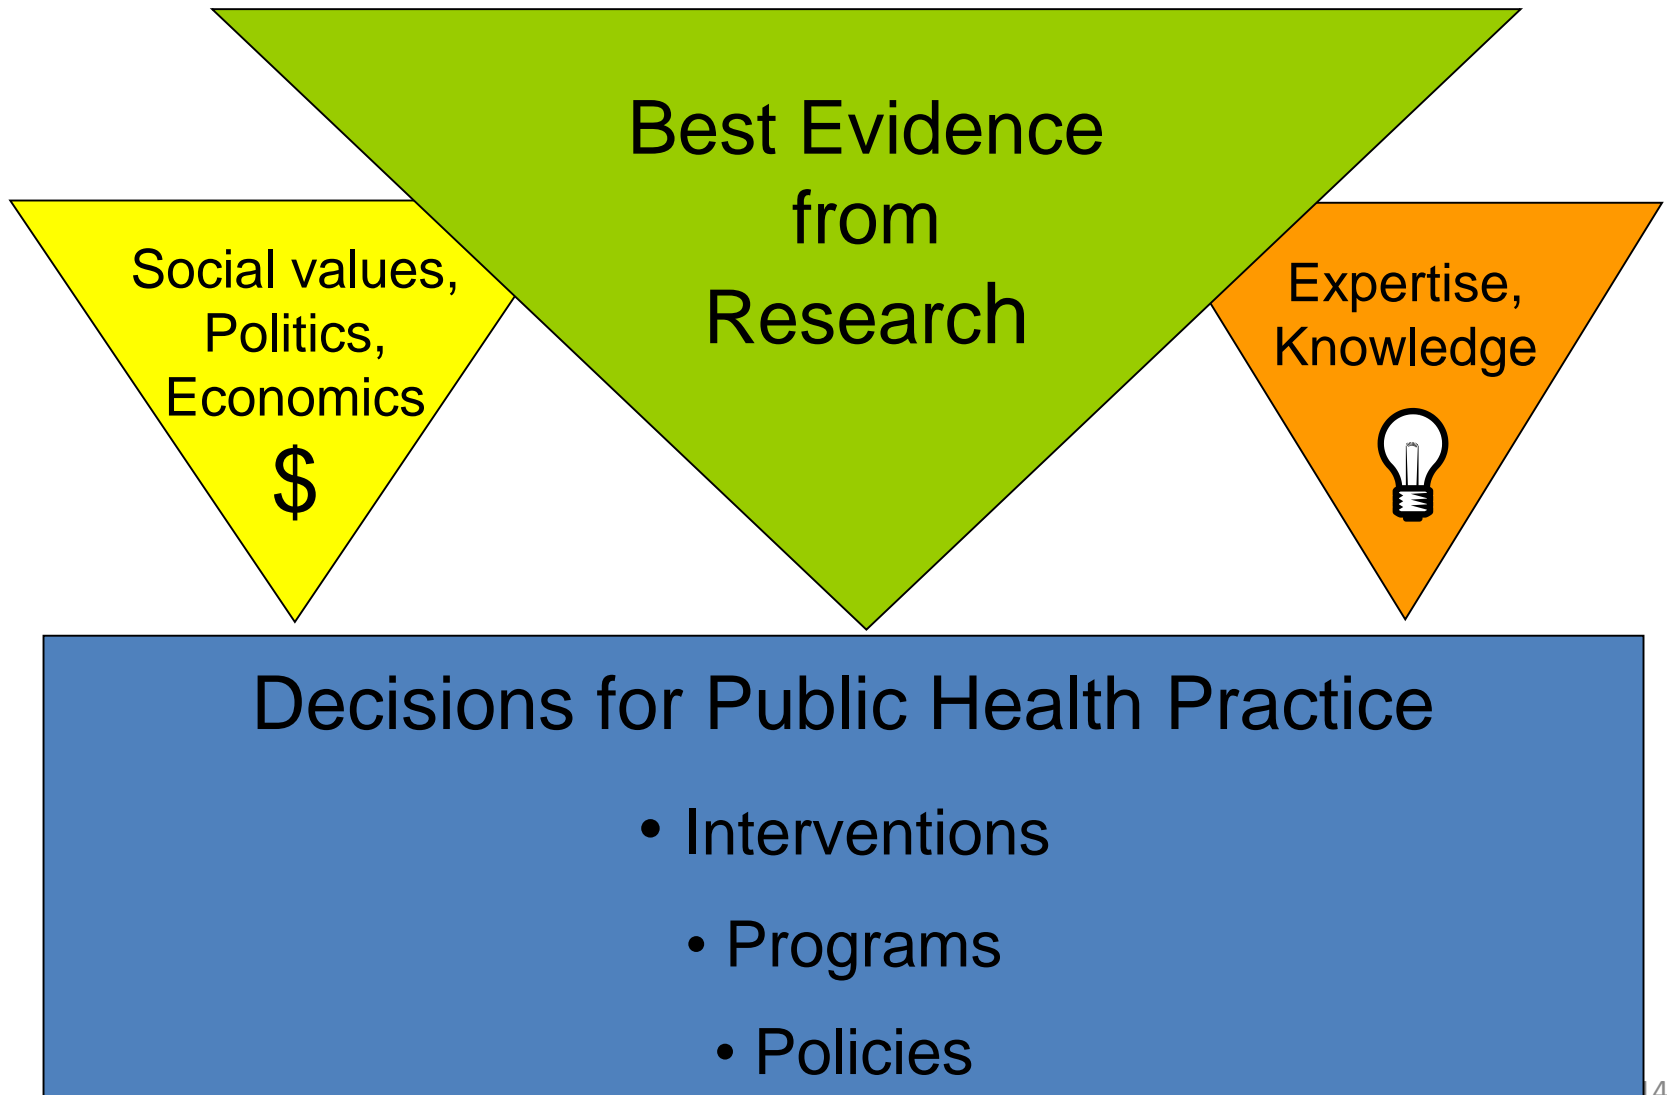 Best Evidence
from
Research
Social values,
Politics,
Economics
$
Expertise,
Knowledge
Decisions for Public Health Practice
• Interventions
• Programs
• Policies